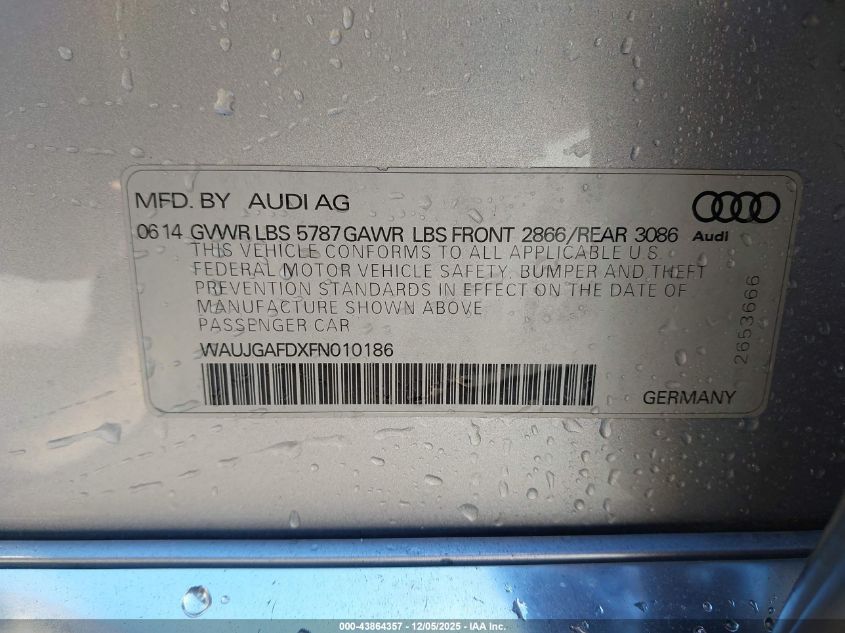 MFD. BY AUDI AG
0614 GVWR LBS 5787 GAWR LBS FRONT 2866/REAR 3086
Audi
THIS VEHICLE CONFORMS TO ALL APPLICABLE U.S.
FEDERAL MOTOR VEHICLE SAFETY, BUMPER AND THEFT
PREVENTION STANDARDS IN EFFECT ON THE DATE OF
MANUFACTURE SHOWN ABOVE.
PASSENGER CAR
2653666
WAUJGAFDXFN010186
GERMANY
000-43864357 - 12/05/2025 - IAA Inc.